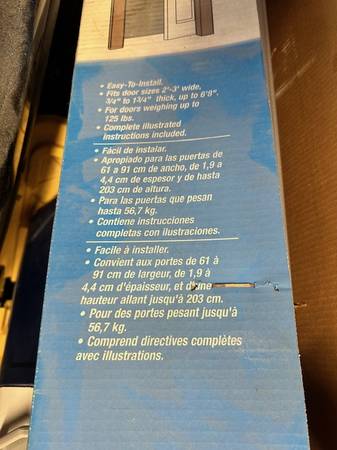 • Easy-To-Install.
• Fits door sizes 2'-3' wide,
3/4" to 1 3/4" thick, up to 6'8".
• For doors weighing up to
125 lbs.
• Complete illustrated
instructions included.
• Fácil de instalar.
• Apropiado para las puertas de
61 a 91 cm de ancho, de 1,9 a
4,4 cm de espesor y de hasta
203 cm de altura.
• Para las puertas que pesan
hasta 56,7 kg.
• Contiene instrucciones
completas con ilustraciones.
• Facile à installer.
• Convient aux portes de 61 à
91 cm de largeur, de 1,9 à
4,4 cm d'épaisseur, et d'une
hauteur allant jusqu'à 203 cm.
• Pour des portes pesant jusqu'à
56,7 kg.
• Comprend directives complètes
avec illustrations.